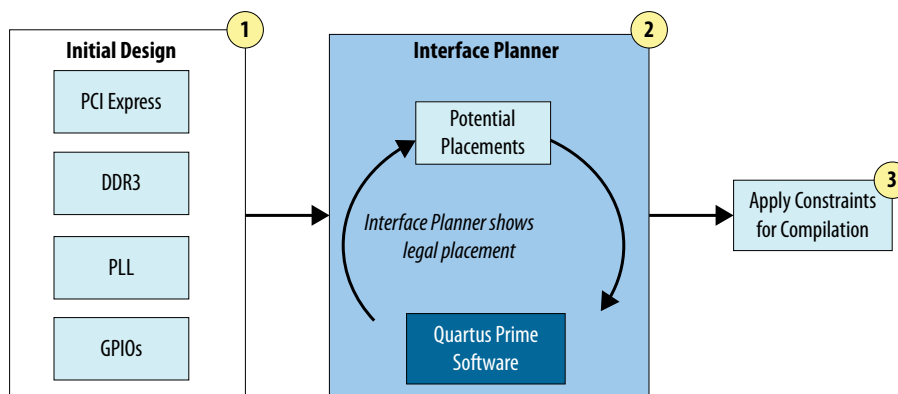 1
Initial Design
PCI Express
DDR3
PLL
GPIOs
2
Interface Planner
Potential
Placements
Interface Planner shows
legal placement
Quartus Prime
Software
3
Apply Constraints
for Compilation